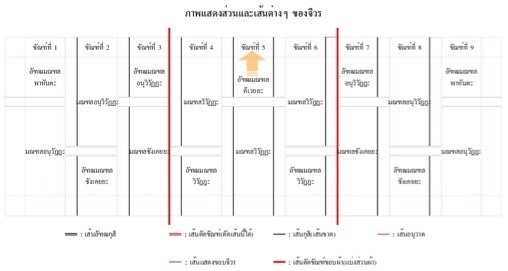 ภาพแสดงส่วนและเส้นต่างๆ ของจีวร
ขัณฑ์ที่ 1 ขัณฑ์ที่ 2 ขัณฑ์ที่ 3 ขัณฑ์ที่ 4 ขัณฑ์ที่ 5 ขัณฑ์ที่ 6 ขัณฑ์ที่ 7 ขัณฑ์ที่ 8 ขัณฑ์ที่ 9
อัฑฒมณฑล อัฑฒมณฑล อัฑฒมณฑล อัฑฒมณฑล อัฑฒมณฑล
พาหันตะ อนุวิวัฏฏะ คีเวยยะ อนุวิวัฏฏะ พาหันตะ
มณฑลอนุวิวัฏฏะ มณฑลวิวัฏฏะ มณฑลวิวัฏฏะ มณฑลอนุวิวัฏฏะ
มณฑลอนุวิวัฏฏะ มณฑลชังเฆยยะ มณฑลวิวัฏฏะ มณฑลชังเฆยยะ มณฑลอนุวิวัฏฏะ
อัฑฒมณฑล อัฑฒมณฑล อัฑฒมณฑล อัฑฒมณฑล
ชังเฆยยะ วิวัฏฏะ วิวัฏฏะ ชังเฆยยะ
: เส้นอัฑฒกุสิ : เส้นตัดขัณฑ์(ตัดเส้นนี้ได้) : เส้นกุสิ(เส้นขาด) : เส้นอนุวาต
: เส้นแสดงขอบจีวร : เส้นตัดขัณฑ์ขอบผ้า(แบ่งส่วนผ้า)